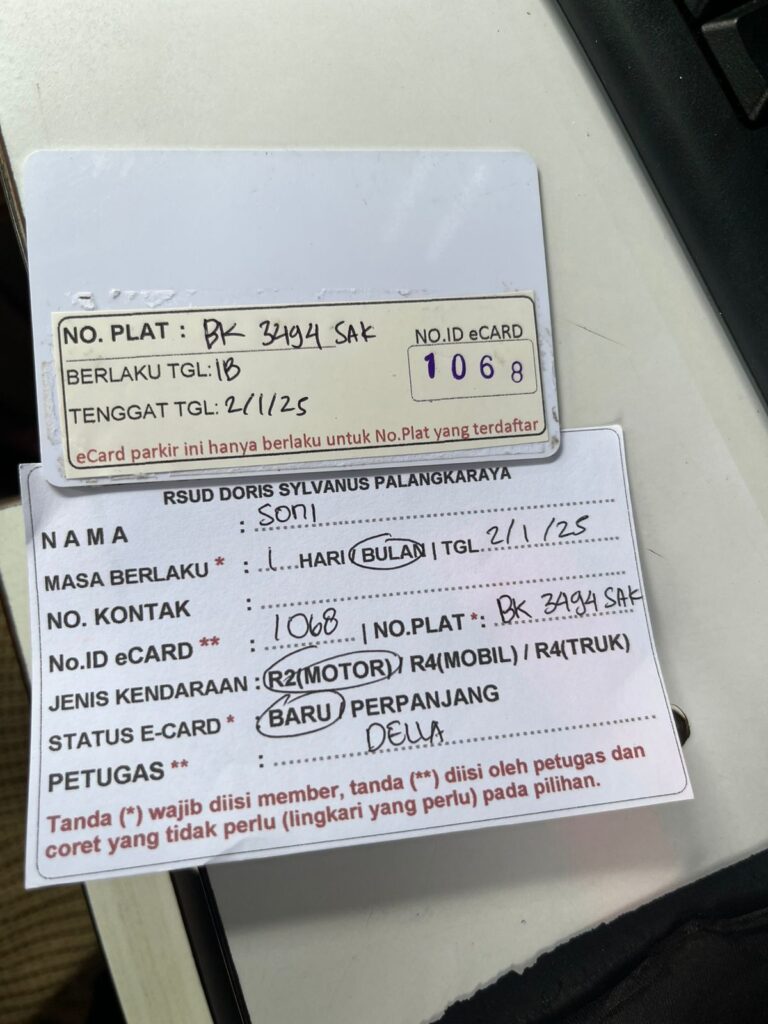 NO. PLAT : BK 3494 SAK
NO.ID eCARD
1068
BERLAKU TGL: 1B
TENGGAT TGL: 2/1/25
eCard parkir ini hanya berlaku untuk No.Plat yang terdaftar
RSUD DORIS SYLVANUS PALANGKARAYA
NAMA : SONI
MASA BERLAKU * : 1 HARI / BULAN | TGL. 2/1/25
NO. KONTAK :
No.ID eCARD ** : 1068 | NO.PLAT *: BK 3494 SAK
JENIS KENDARAAN : R2(MOTOR) / R4(MOBIL) / R4(TRUK)
STATUS E-CARD * : BARU / PERPANJANG
PETUGAS ** : DELLA
Tanda (*) wajib diisi member, tanda (**) diisi oleh petugas dan
coret yang tidak perlu (lingkari yang perlu) pada pilihan.